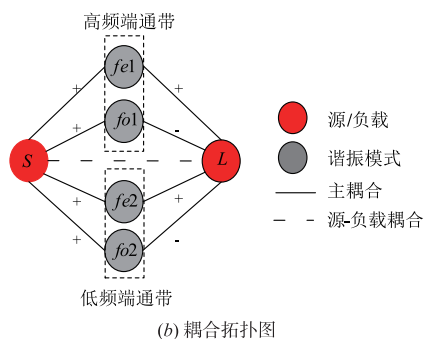 高频端通带
fe1
+ +
fo1
+ -
S L
源/负载
谐振模式
主耦合
源-负载耦合
fe2
+ +
fo2
+ -
低频端通带
(b) 耦合拓扑图